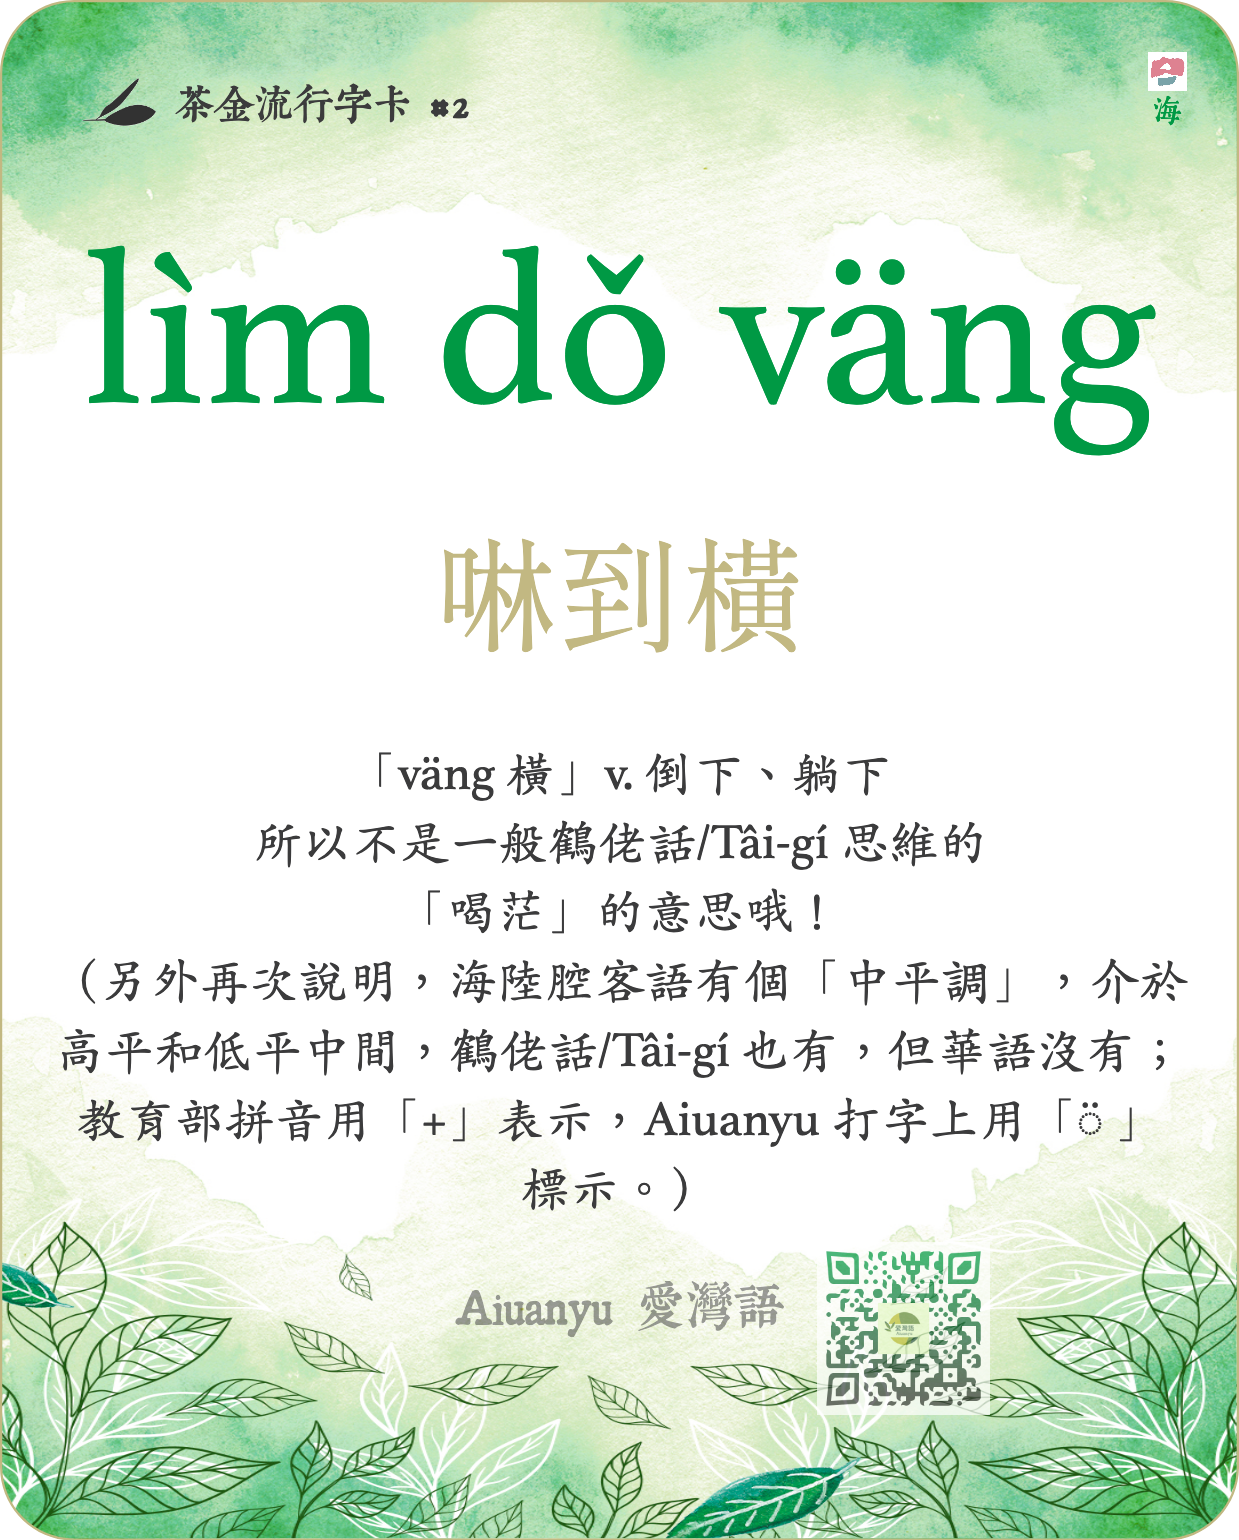 茶金流行字卡 #2
海
lìm dǒ väng
啉到橫
「väng 橫」v. 倒下、躺下
所以不是一般鶴佬話/Tâi-gí 思維的
「喝茫」的意思哦！
（另外再次說明，海陸腔客語有個「中平調」，介於
高平和低平中間，鶴佬話/Tâi-gí 也有，但華語沒有；
教育部拼音用「+」表示，Aiuanyu 打字上用「◌̈」
標示。）
Aiuanyu 愛灣語
愛灣語